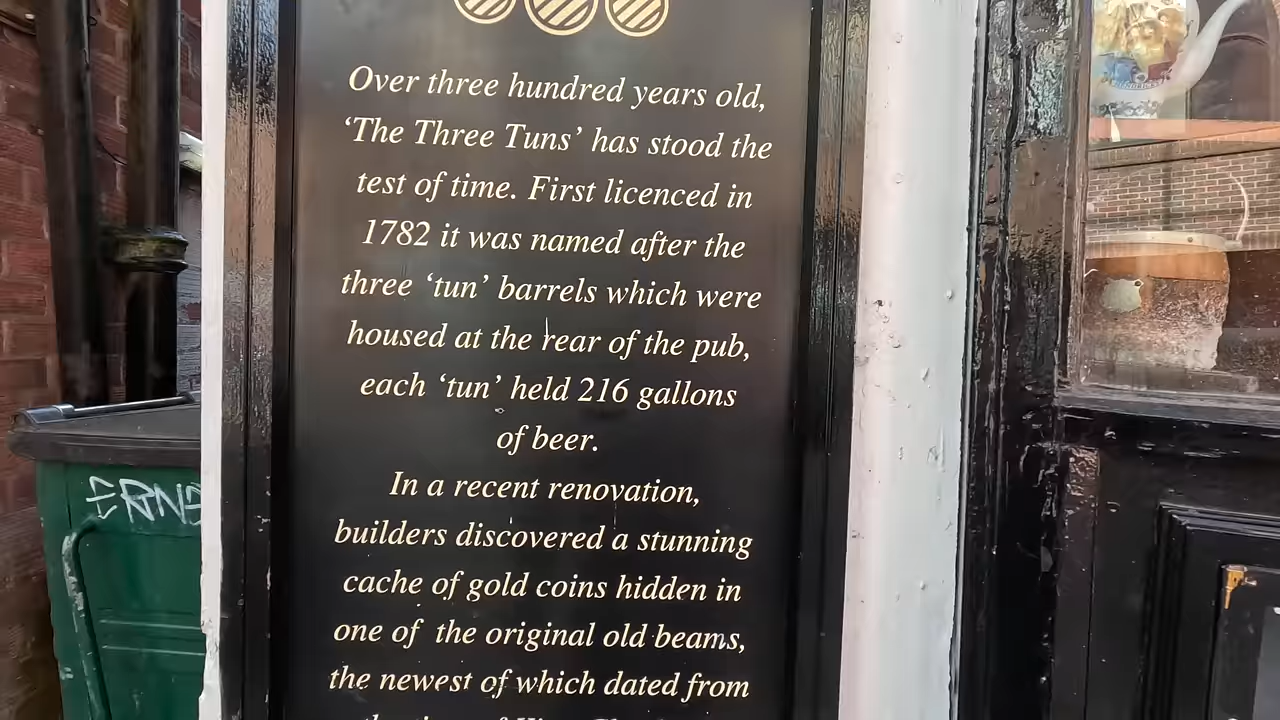 Over three hundred years old,
‘The Three Tuns’ has stood the
test of time. First licenced in
1782 it was named after the
three ‘tun’ barrels which were
housed at the rear of the pub,
each ‘tun’ held 216 gallons
of beer.
In a recent renovation,
builders discovered a stunning
cache of gold coins hidden in
one of the original old beams,
the newest of which dated from